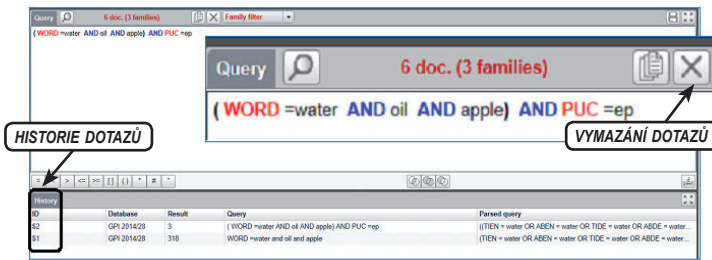 Query 6 doc. (3 families) Family filter
( WORD =water AND oil AND apple) AND PUC =ep
Query 6 doc. (3 families)
( WORD =water AND oil AND apple) AND PUC =ep
HISTORIE DOTAZŮ
VYMAZÁNÍ DOTAZŮ
= > <= >= [ ] ( ) * # "
History
ID Database Result Query Parsed query
S2 GPI 2014/28 3 ( WORD =water AND oil AND apple) AND PUC =ep ((TIEN = water OR ABEN = water OR TIDE = water OR ABDE = water...
S1 GPI 2014/28 318 WORD =water and oil and apple (TIEN = water OR ABEN = water OR TIDE = water OR ABDE = water...